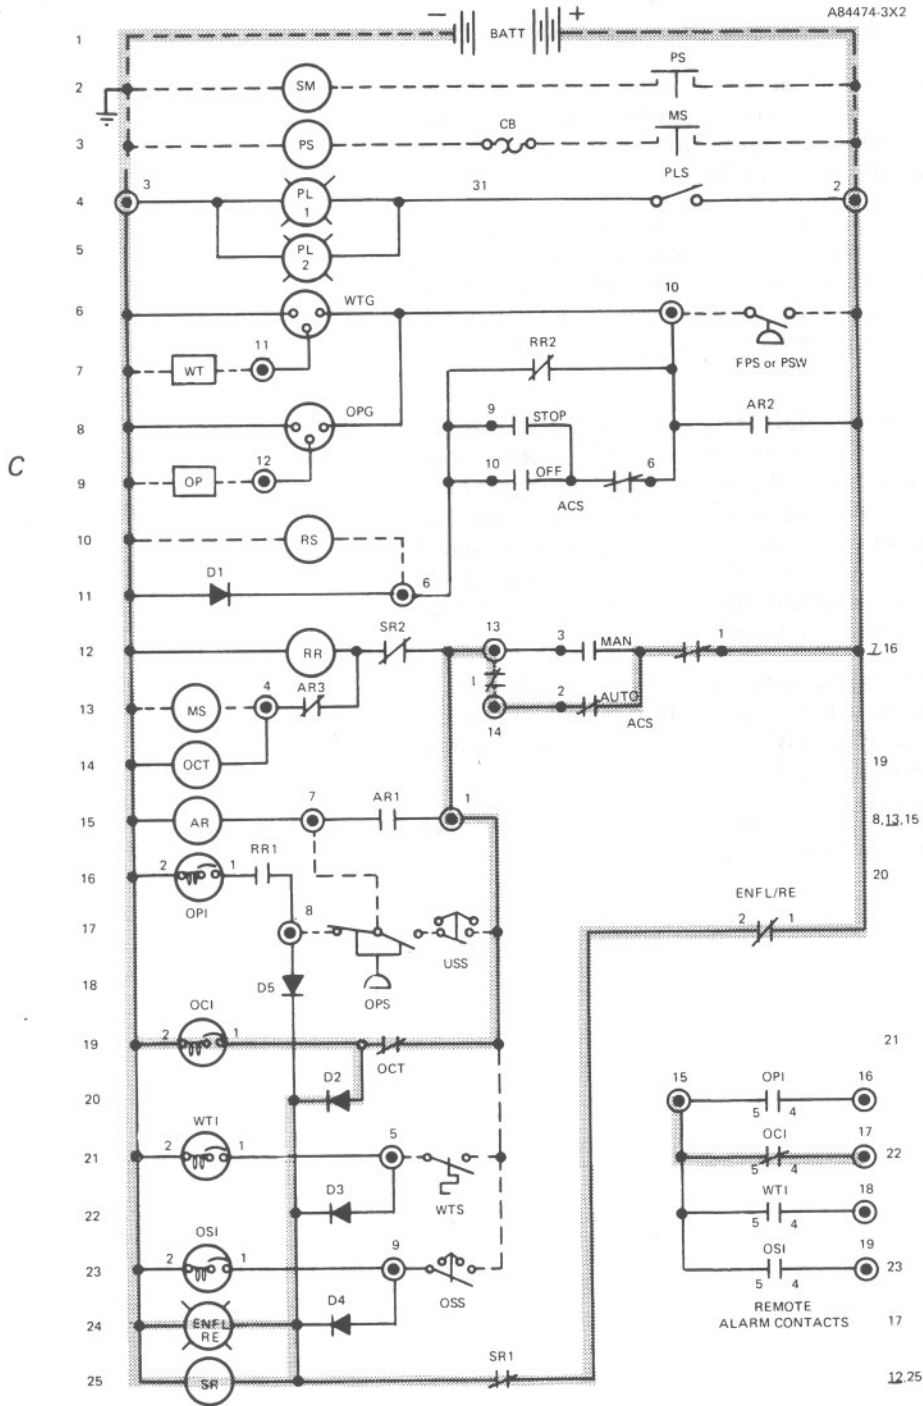 A84474-3X2
− BATT +
1
PS
2 SM
MS
CB
3 PS
PLS
3 31 2
4 PL 1
5 PL 2
10
6 WTG
11 RR2 FPS or PSW
7 WT
AR2
9 STOP
8 OPG
C
12 10 OFF 6
9 OP
ACS
10 RS
D1
11 6
SR2 13 3 MAN 1
12 RR 7,16
4 AR3 1
13 MS 2 AUTO
14 ACS
14 OCT 19
7 AR1 1
15 AR 8,13,15
RR1
16 2 1 20
OPI ENFL/RE
8 2 1
17
USS
18 D5 OPS
OCI
2 1
19 21
OCT
D2 15 OPI 16
20 5 4
WTI
2 1 5 OCI 17
21 5 4 22
D3 WTS WTI 18
22 5 4
OSI
2 1 9 OSI 19
23 5 4 23
D4 OSS
REMOTE
24 ENFL RE ALARM CONTACTS 17
SR1
25 SR 12,25